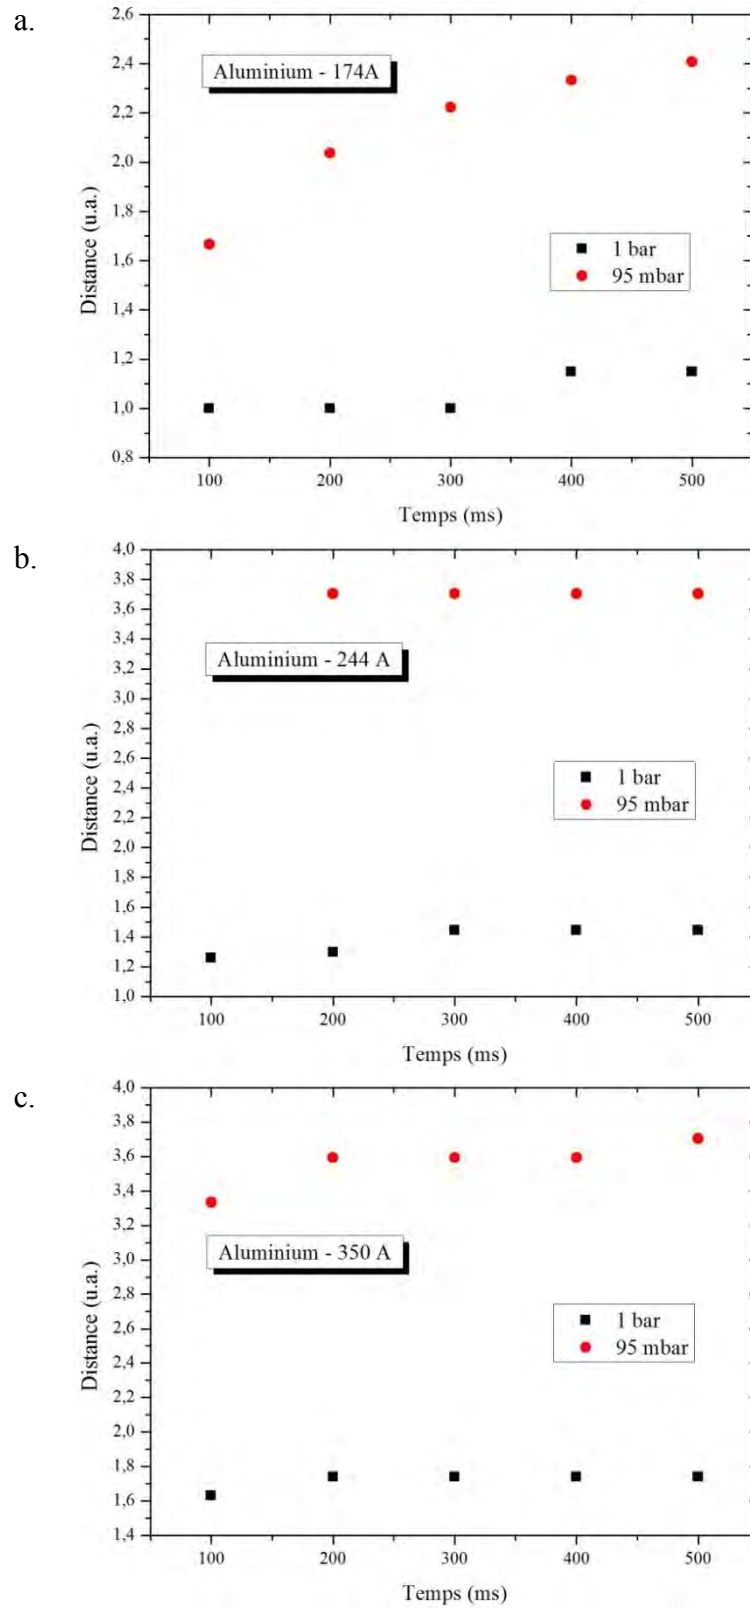 a.
2,6
2,4
2,2
2,0
1,8
1,6
1,4
1,2
1,0
0,8
Distance (u.a.)
Aluminium - 174A
1 bar
95 mbar
100 200 300 400 500
Temps (ms)
b.
4,0
3,8
3,6
3,4
3,2
3,0
2,8
2,6
2,4
2,2
2,0
1,8
1,6
1,4
1,2
1,0
Distance (u.a.)
Aluminium - 244 A
1 bar
95 mbar
100 200 300 400 500
Temps (ms)
c.
4,0
3,8
3,6
3,4
3,2
3,0
2,8
2,6
2,4
2,2
2,0
1,8
1,6
1,4
Distance (u.a.)
Aluminium - 350 A
1 bar
95 mbar
100 200 300 400 500
Temps (ms)